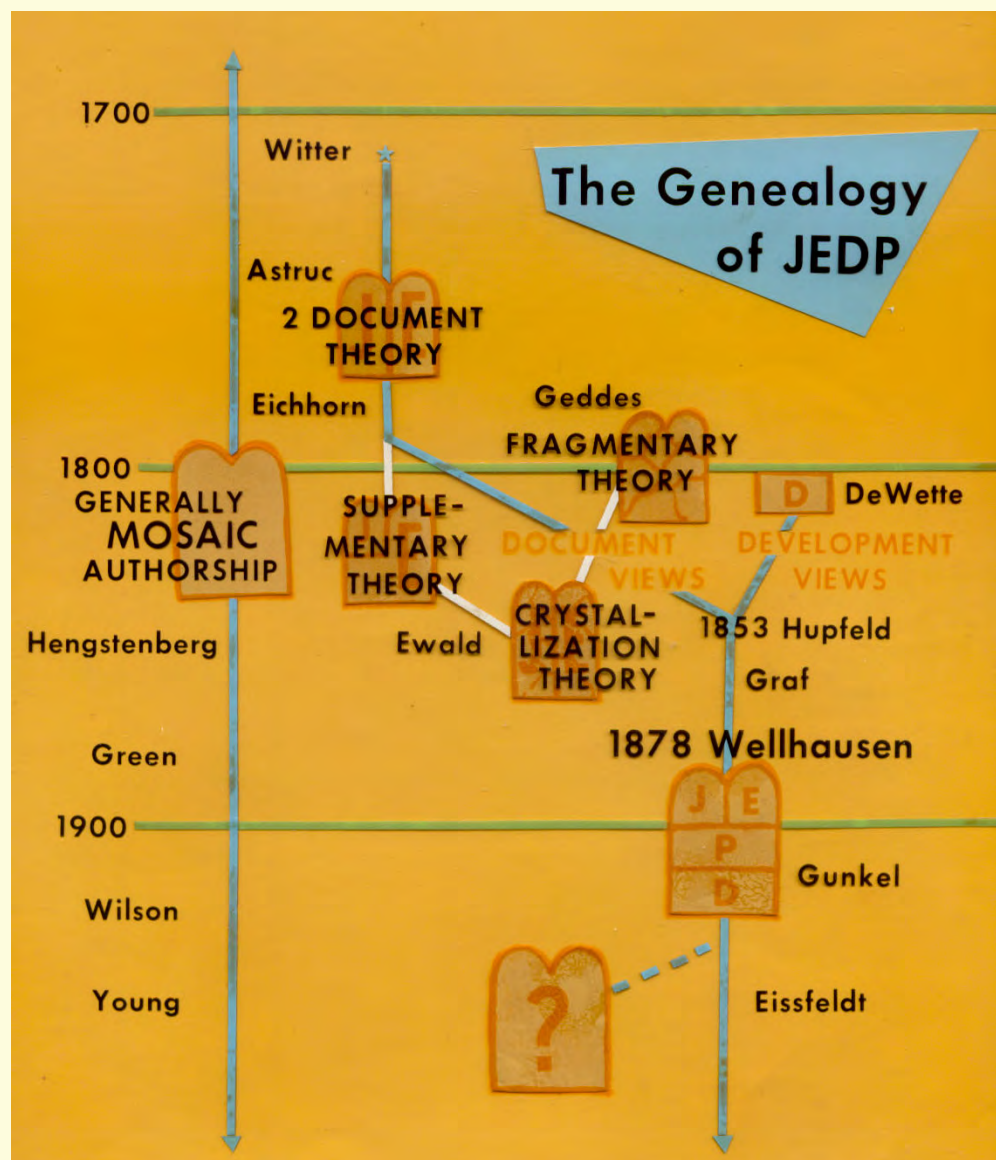 1700
Witter
The Genealogy
of JEDP
Astruc
J E
2 DOCUMENT
THEORY
Eichhorn
Geddes
FRAGMENTARY
THEORY
1800
GENERALLY
MOSAIC
AUTHORSHIP
SUPPLE-
MENTARY
THEORY
D
DeWette
DOCUMENT
VIEWS
DEVELOPMENT
VIEWS
Hengstenberg
Ewald
CRYSTAL-
LIZATION
THEORY
1853 Hupfeld
Graf
Green
1878 Wellhausen
J E
1900
P
D
Gunkel
Wilson
Young
?
Eissfeldt